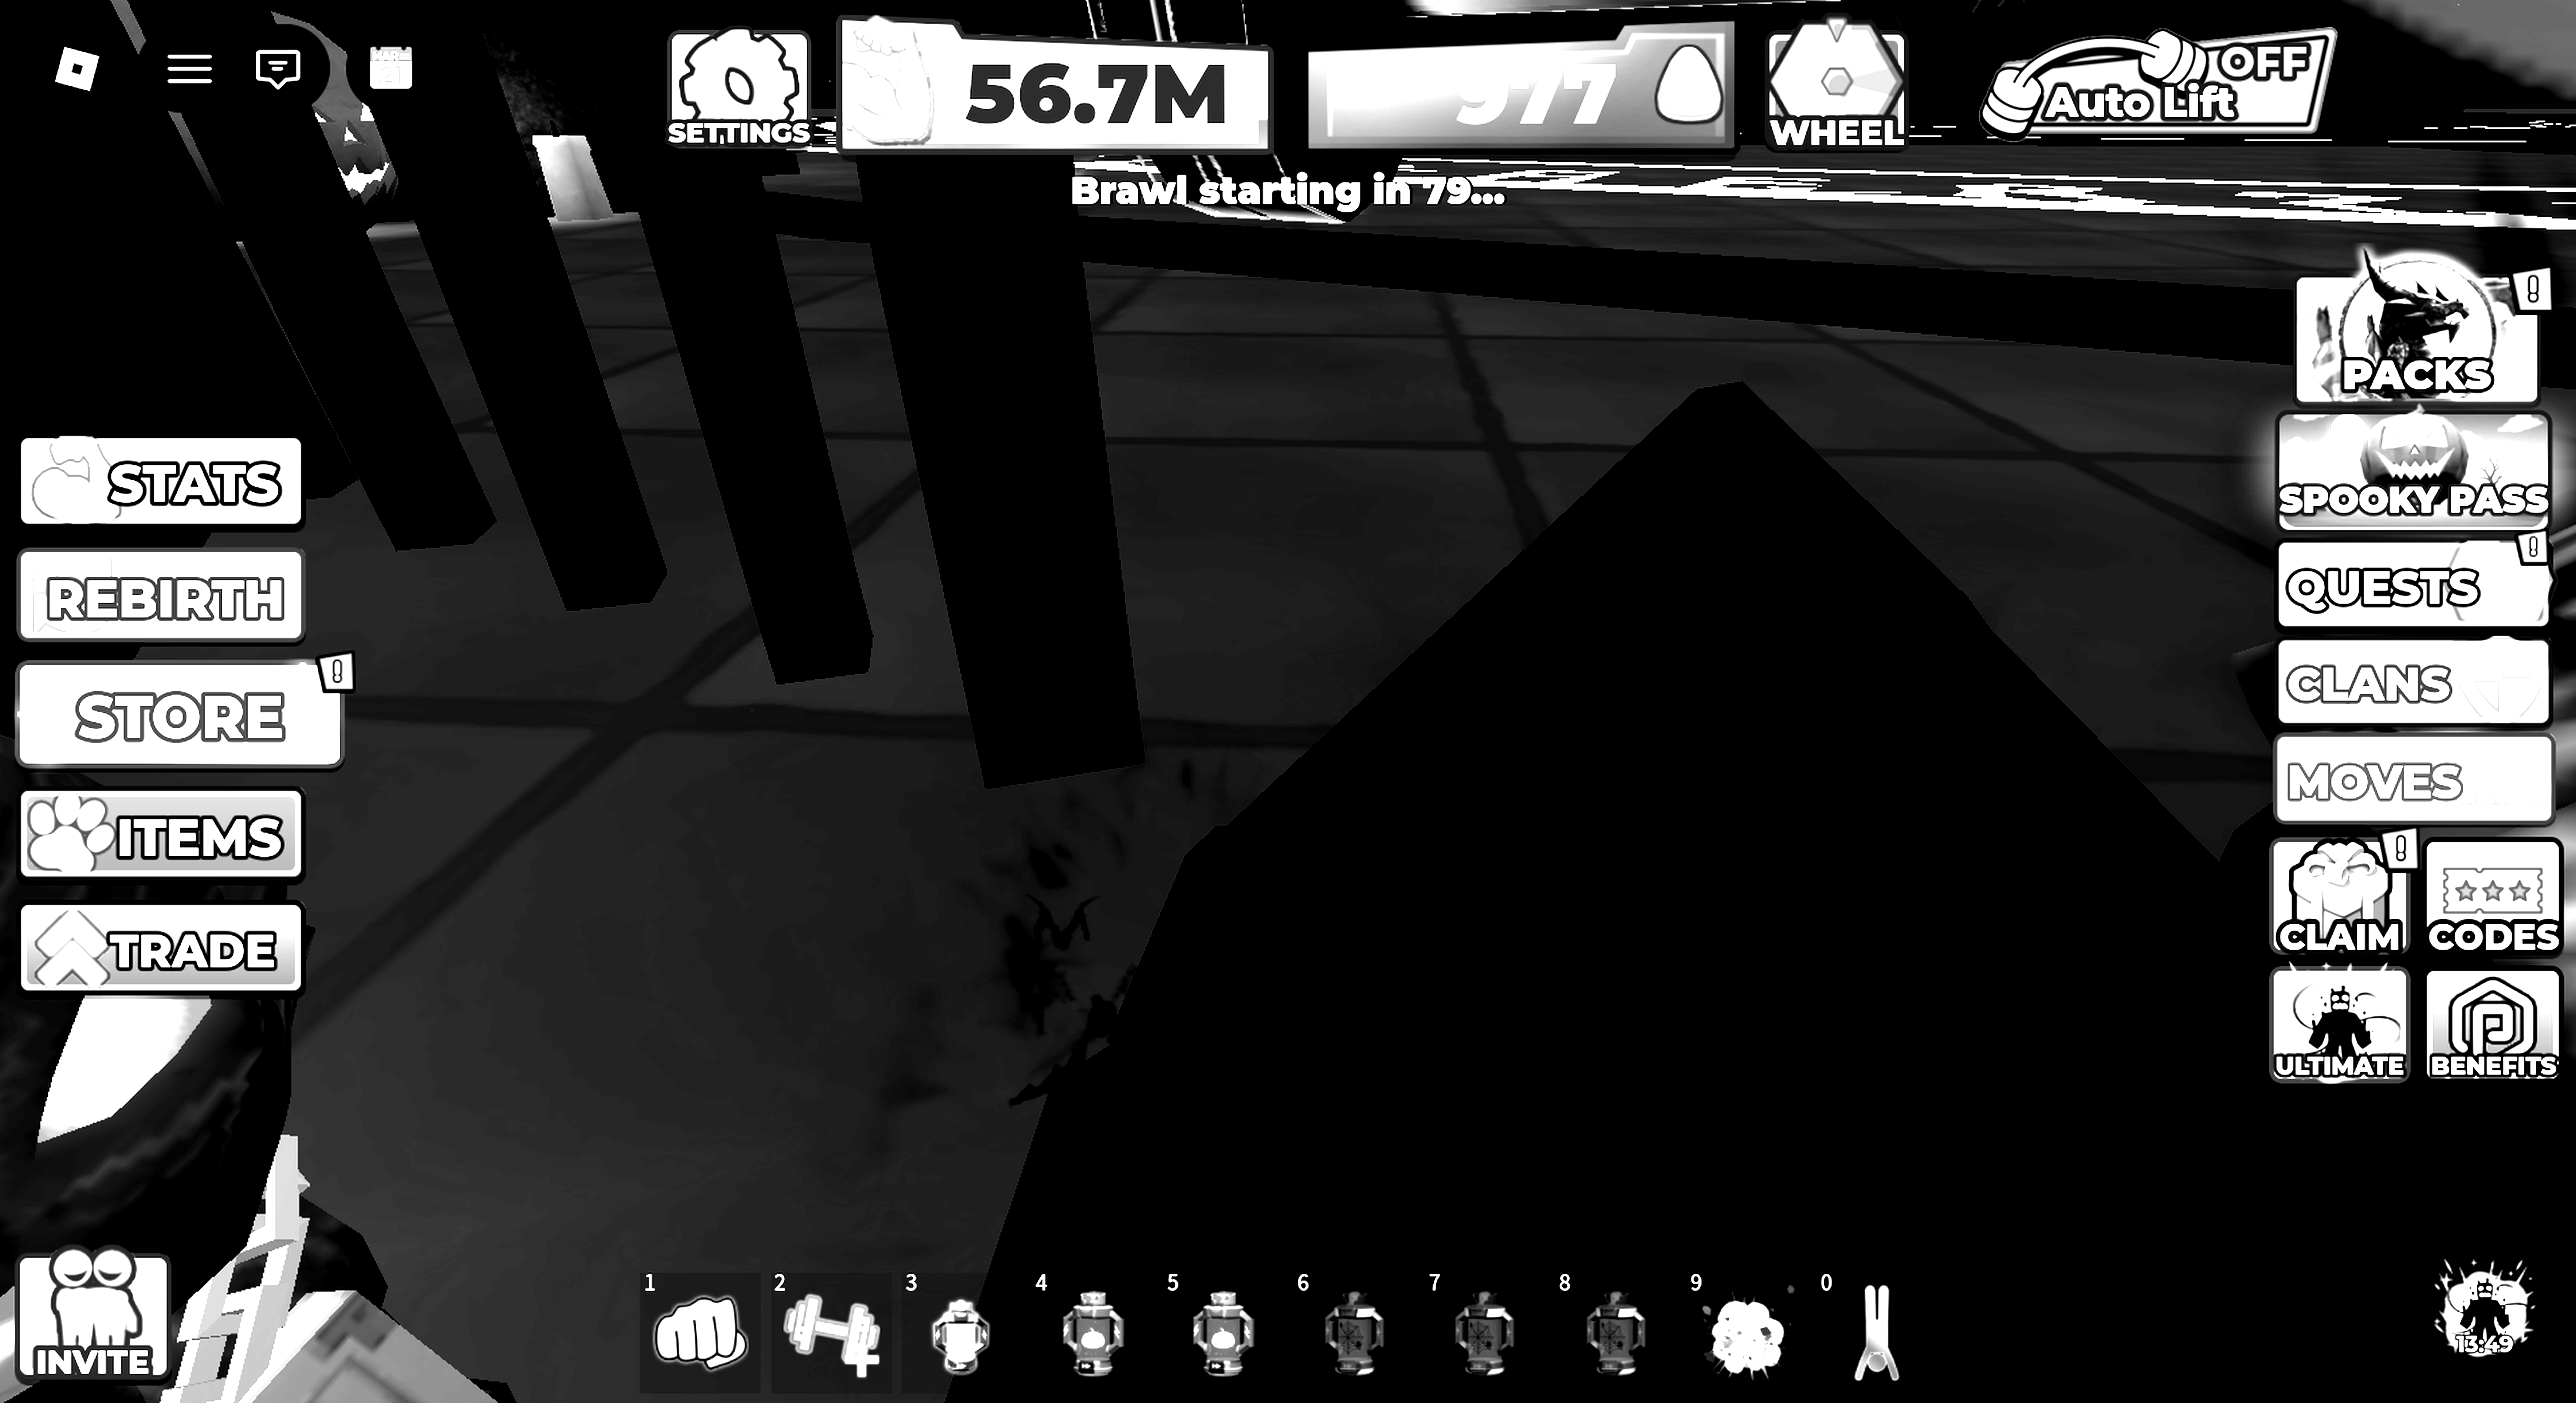 SETTINGS
56.7M
977
WHEEL
OFF
Auto Lift
Brawl starting in 79...
PACKS
SPOOKY PASS
STATS
QUESTS
REBIRTH
CLANS
STORE
MOVES
ITEMS
CLAIM
CODES
TRADE
ULTIMATE
BENEFITS
INVITE
1 2 3 4 5 6 7 8 9 0
13:49